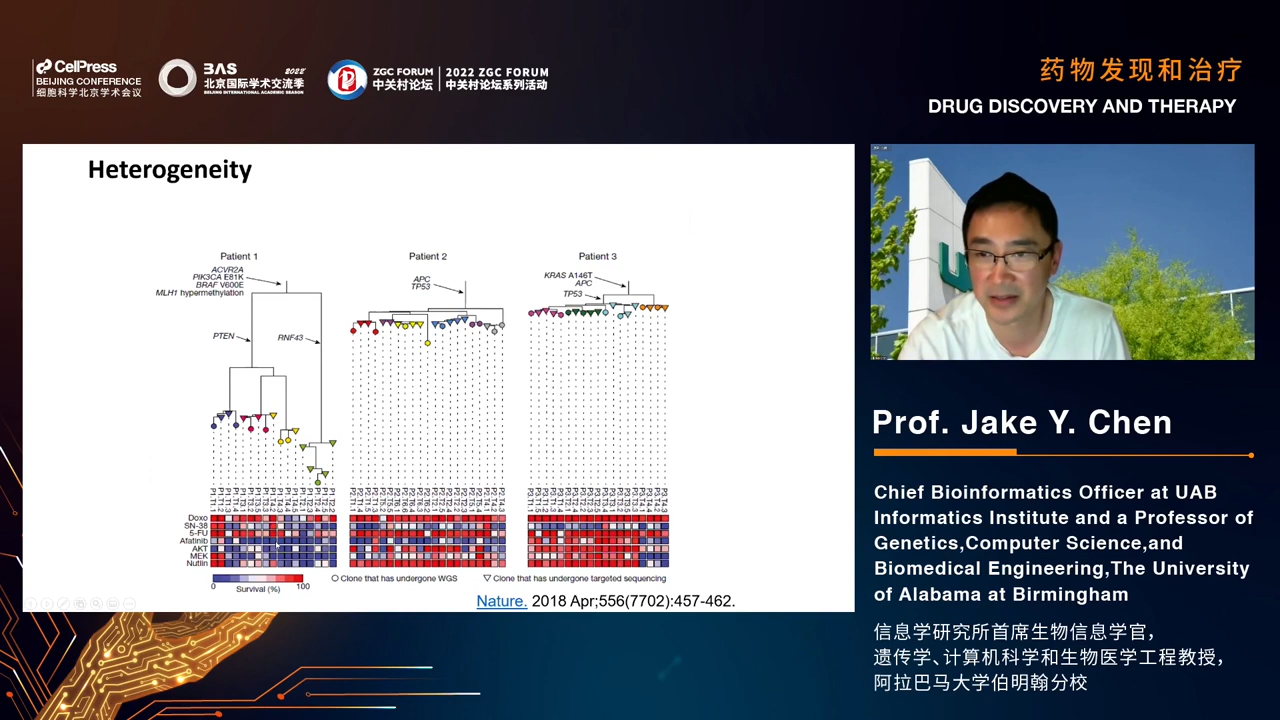 CellPress
BEIJING CONFERENCE
细胞科学北京学术会议
BAS 2022
北京国际学术交流季
BEIJING INTERNATIONAL ACADEMIC SEASON
ZGC FORUM
中关村论坛
2022 ZGC FORUM
中关村论坛系列活动
药物发现和治疗
DRUG DISCOVERY AND THERAPY
Heterogeneity
Patient 1
ACVR2A
PIK3CA E81K
BRAF V600E
MLH1 hypermethylation
PTEN
RNF43
Patient 2
APC
TP53
Patient 3
KRAS A146T
APC
TP53
Doxo
SN-38
5-FU
Afatinib
AKT
MEK
Nutlin
0
100
Survival (%)
Clone that has undergone WGS
Clone that has undergone targeted sequencing
Nature. 2018 Apr;556(7702):457-462.
U
Prof. Jake Y. Chen
Chief Bioinformatics Officer at UAB
Informatics Institute and a Professor of
Genetics,Computer Science,and
Biomedical Engineering,The University
of Alabama at Birmingham
信息学研究所首席生物信息学官，
遗传学、计算机科学和生物医学工程教授，
阿拉巴马大学伯明翰分校